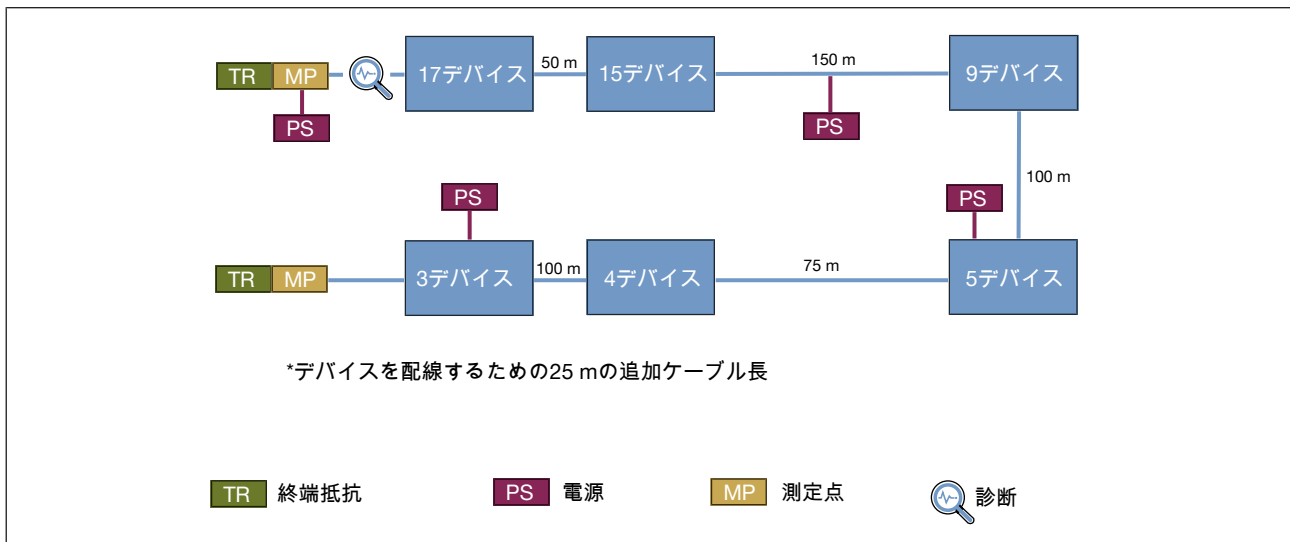 TR MP 17デバイス 50 m 15デバイス 150 m 9デバイス
PS PS
100 m
PS PS
TR MP 3デバイス 100 m 4デバイス 75 m 5デバイス
*デバイスを配線するための25 mの追加ケーブル長
TR 終端抵抗 PS 電源 MP 測定点 診断